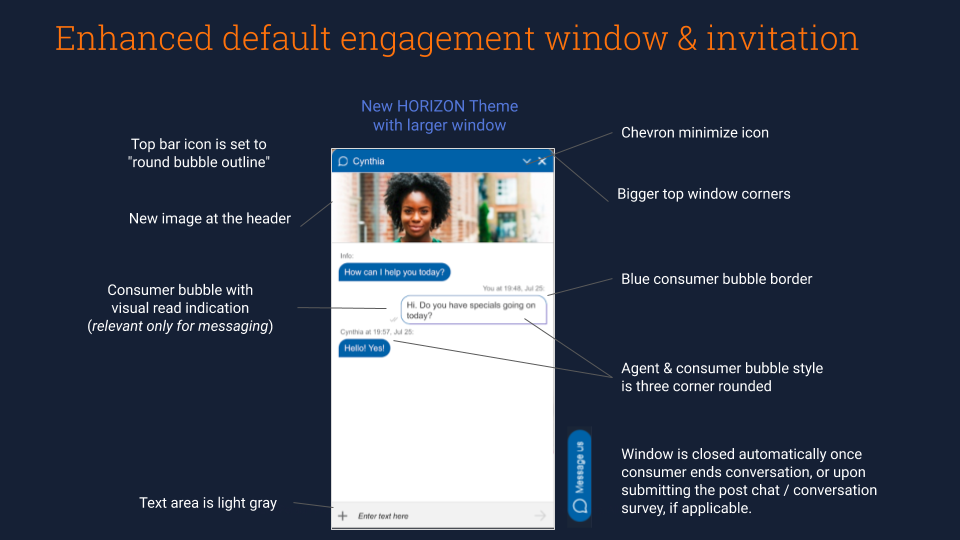 Enhanced default engagement window & invitation
New HORIZON Theme
with larger window
Top bar icon is set to
"round bubble outline"
New image at the header
Consumer bubble with
visual read indication
(relevant only for messaging)
Text area is light gray
Cynthia
Info:
How can I help you today?
You at 19:48, Jul 25:
Hi. Do you have specials going on
today?
Cynthia at 19:57, Jul 25:
Hello! Yes!
Enter text here
Chevron minimize icon
Bigger top window corners
Blue consumer bubble border
Agent & consumer bubble style
is three corner rounded
Message us
Window is closed automatically once
consumer ends conversation, or upon
submitting the post chat / conversation
survey, if applicable.